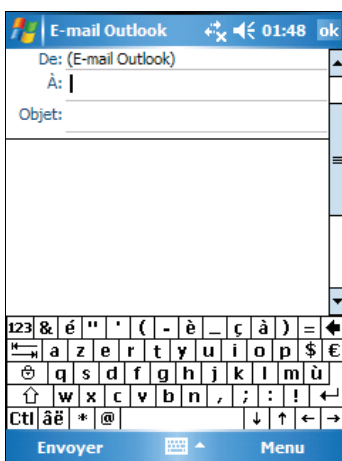 E-mail Outlook 01:48 ok
De: (E-mail Outlook)
À:
Objet:
123 & é " ' ( - è _ ç à ) =
a z e r t y u i o p $ €
q s d f g h j k l m ù
w x c v b n , ; : !
Ctl âë * @ ↓ ↑ ← →
Envoyer Menu